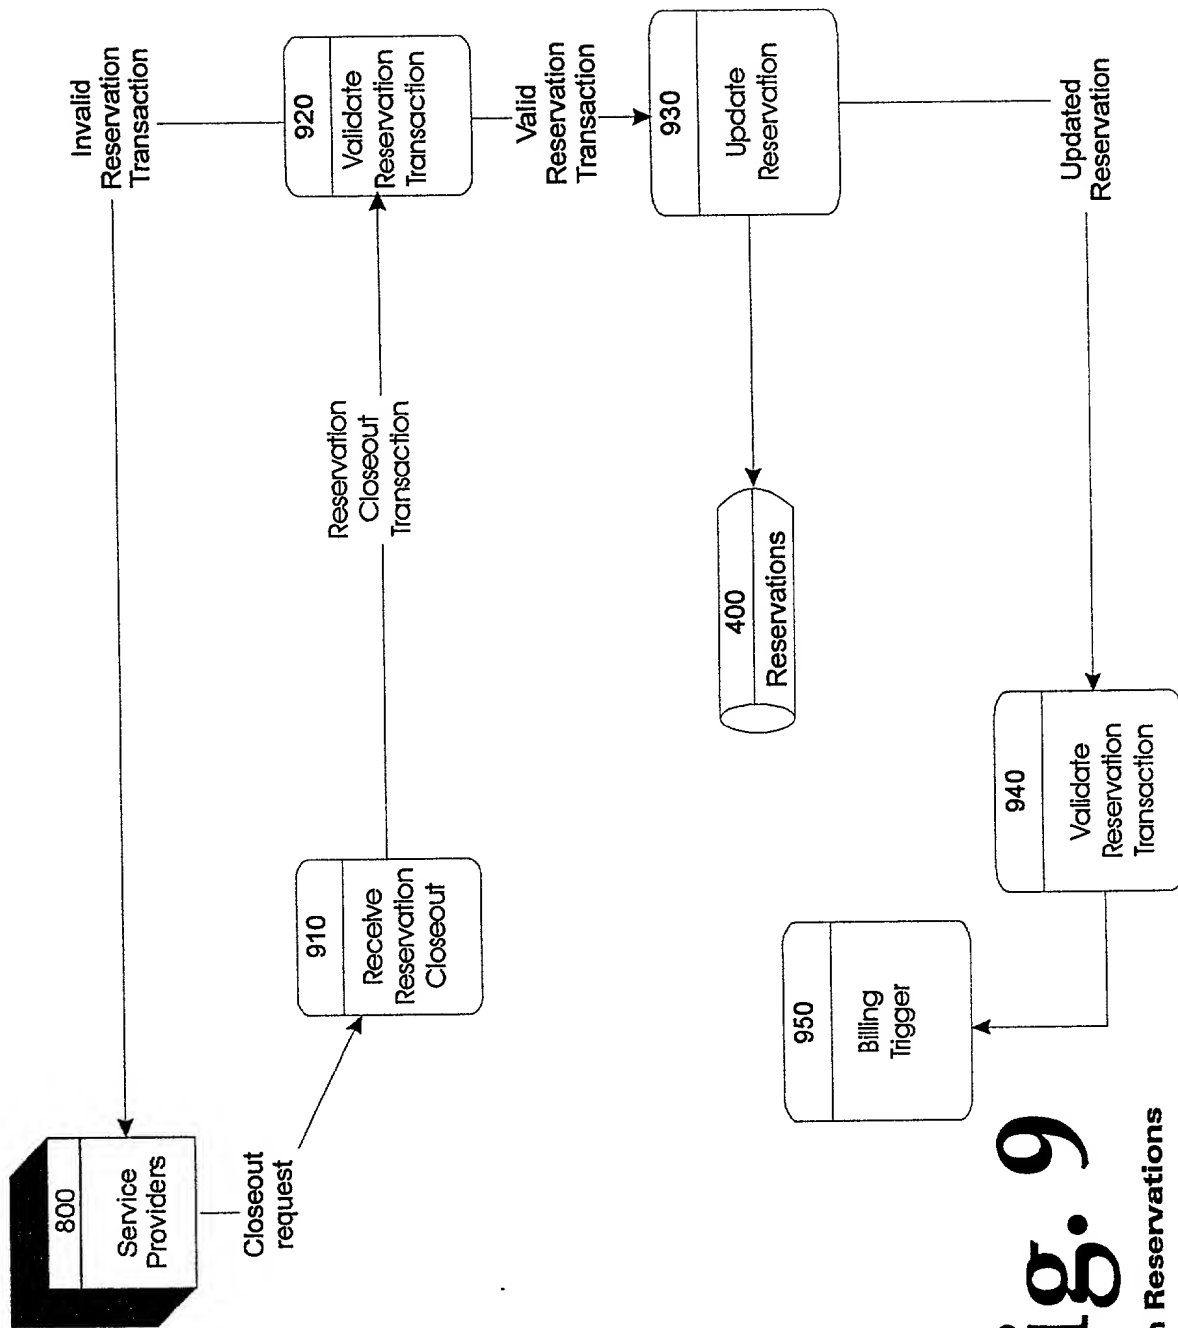 800
Service
Providers
Closeout
request
910
Receive
Reservation
Closeout
Reservation
Closeout
Transaction
920
Validate
Reservation
Transaction
Invalid
Reservation
Transaction
Valid
Reservation
Transaction
930
Update
Reservation
400
Reservations
Updated
Reservation
940
Validate
Reservation
Transaction
950
Billing
Trigger
ig. 9
Reservations